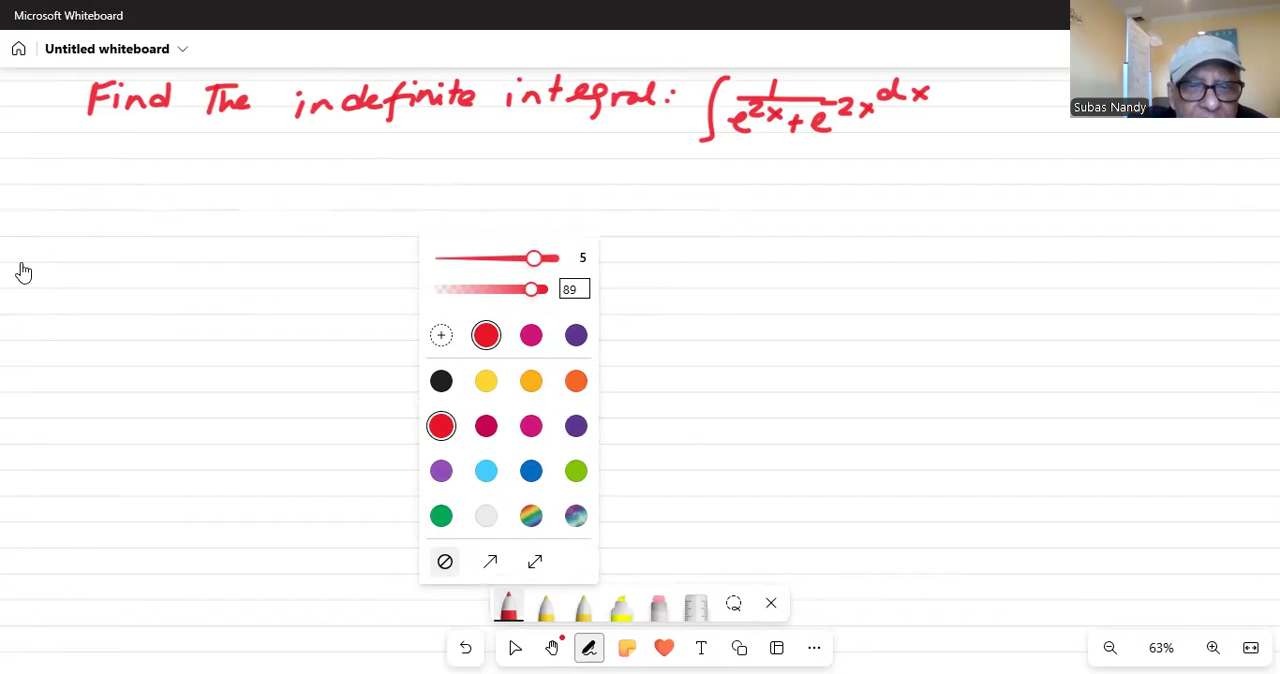 Microsoft Whiteboard
Untitled whiteboard
Find The indefinite integral: ∫ 1/(e^{2x} + e^{2x}) dx
Subas Nandy
5
89
63%